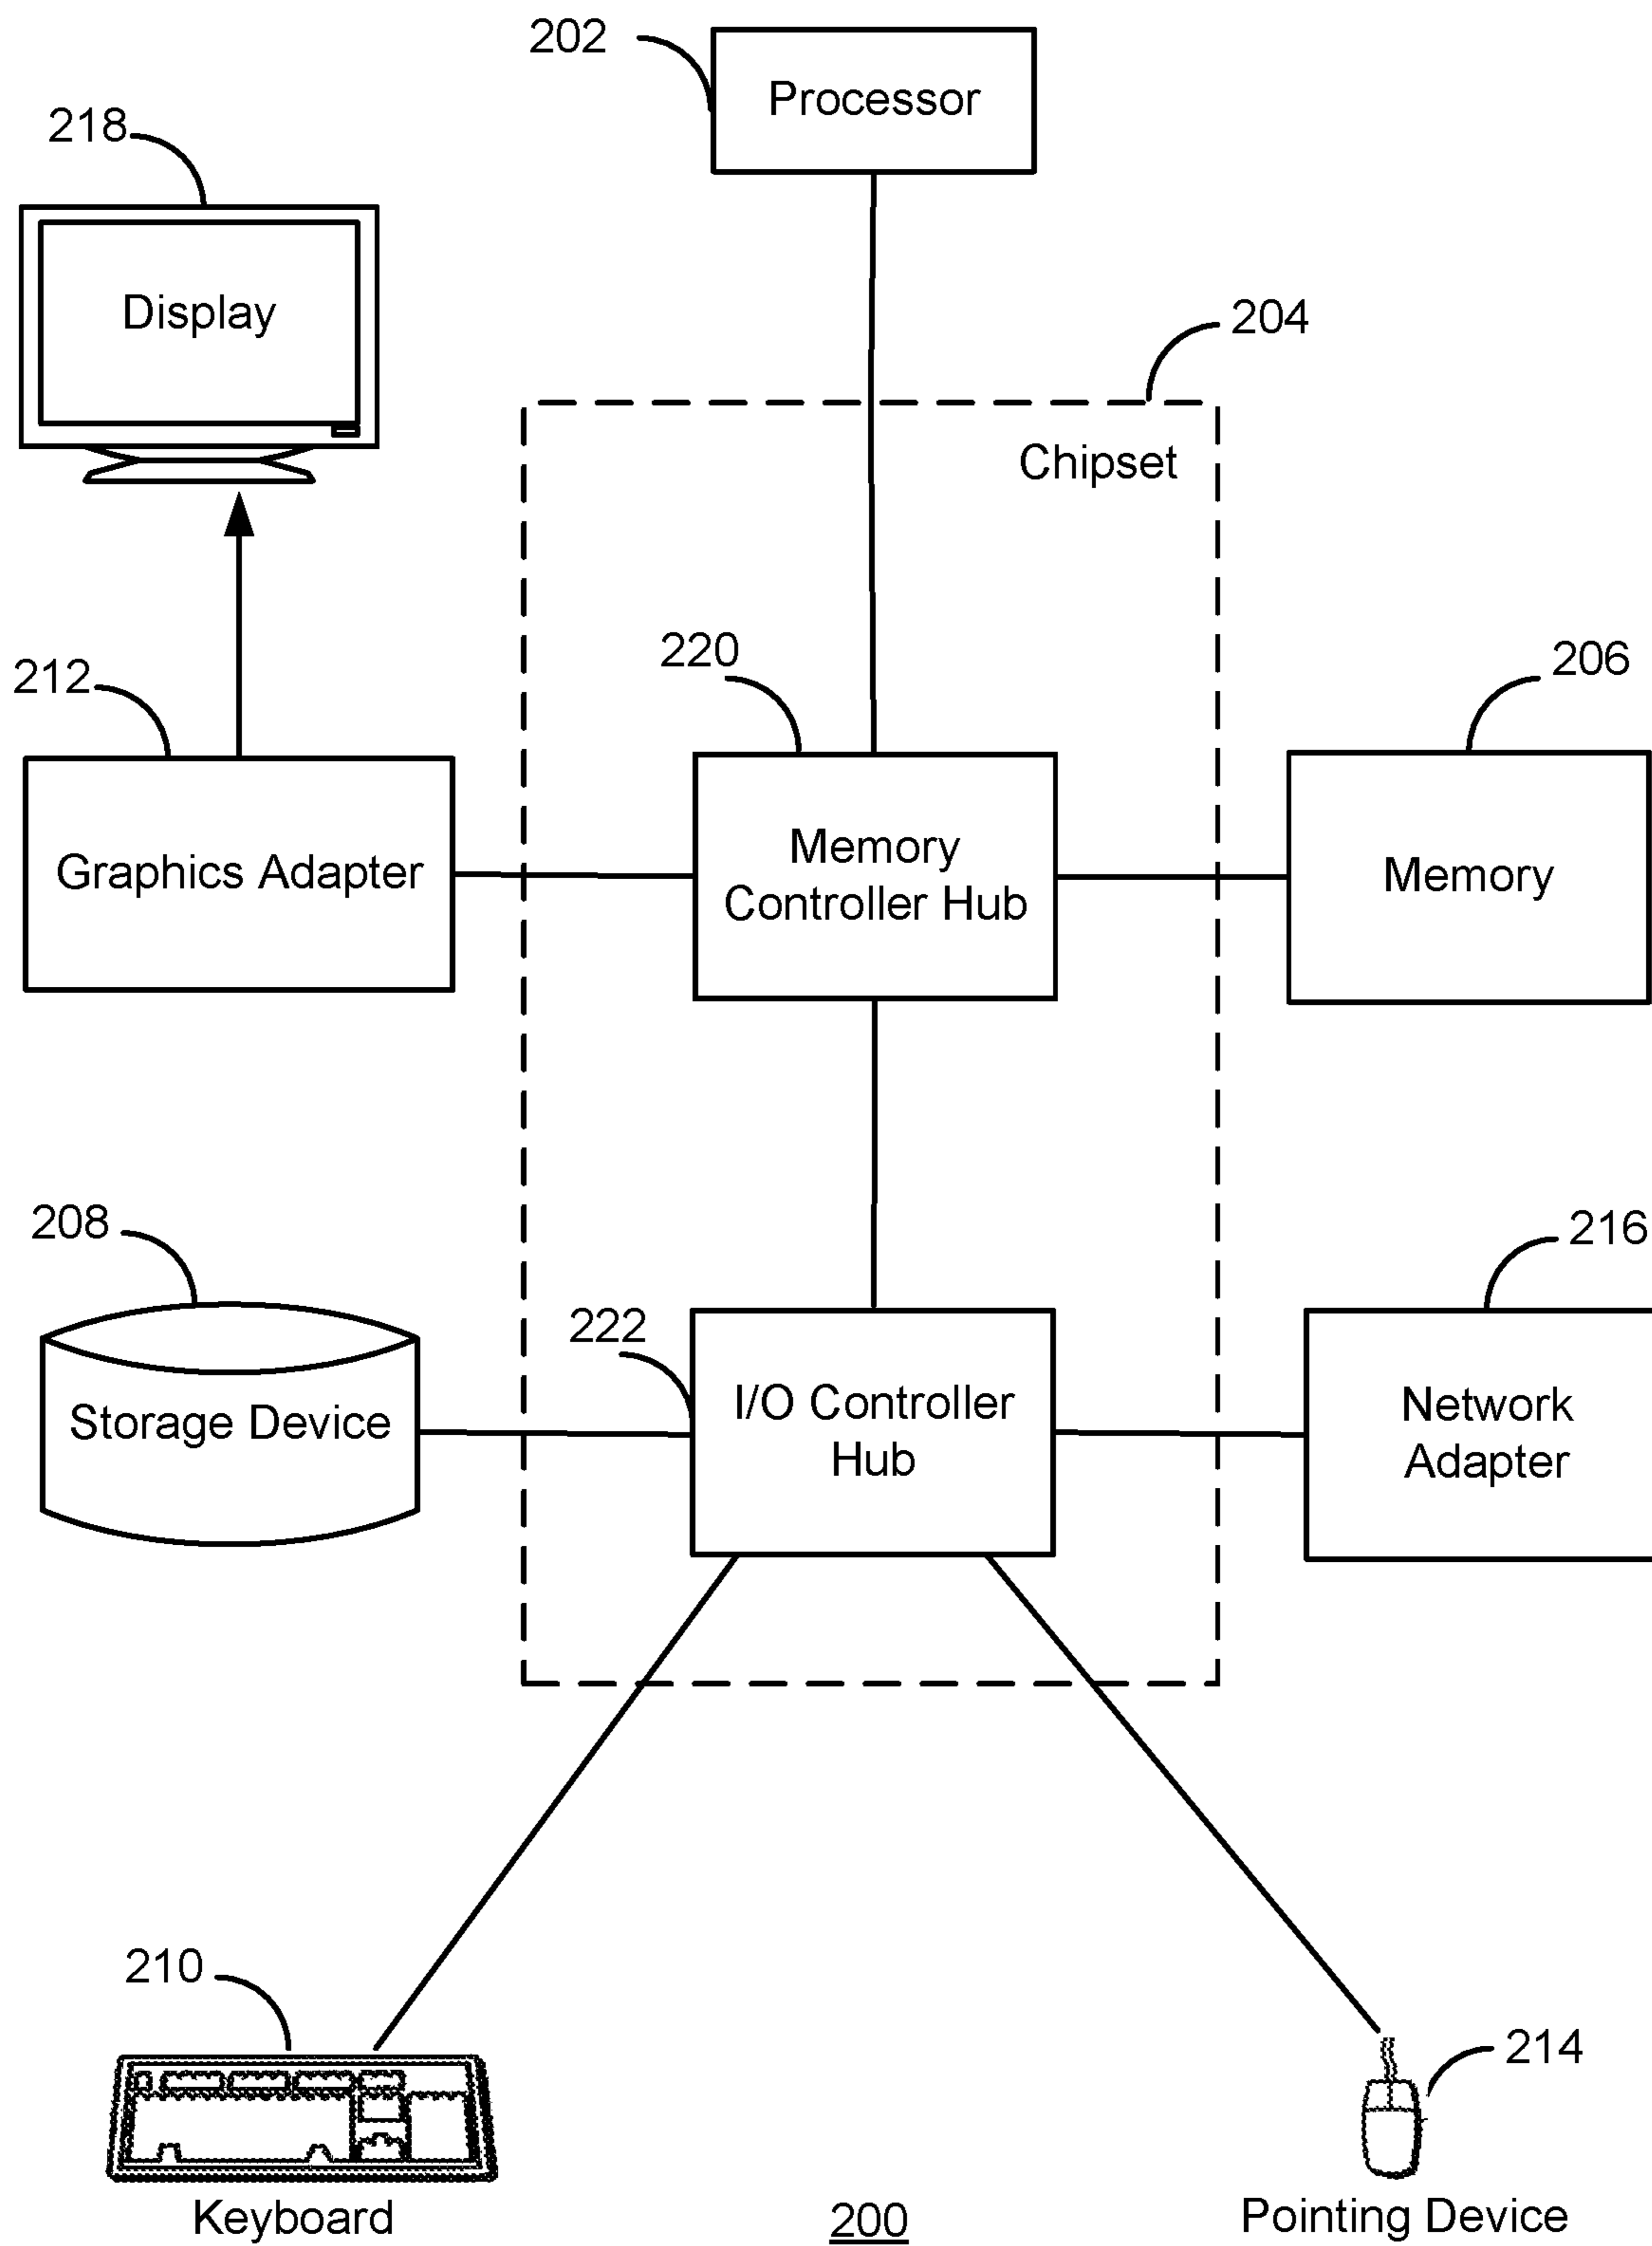 202
Processor
218
Display
204
Chipset
212
220
206
Graphics Adapter
Memory
Controller Hub
Memory
208
222
216
Storage Device
I/O Controller
Hub
Network
Adapter
210
214
Keyboard
200
Pointing Device